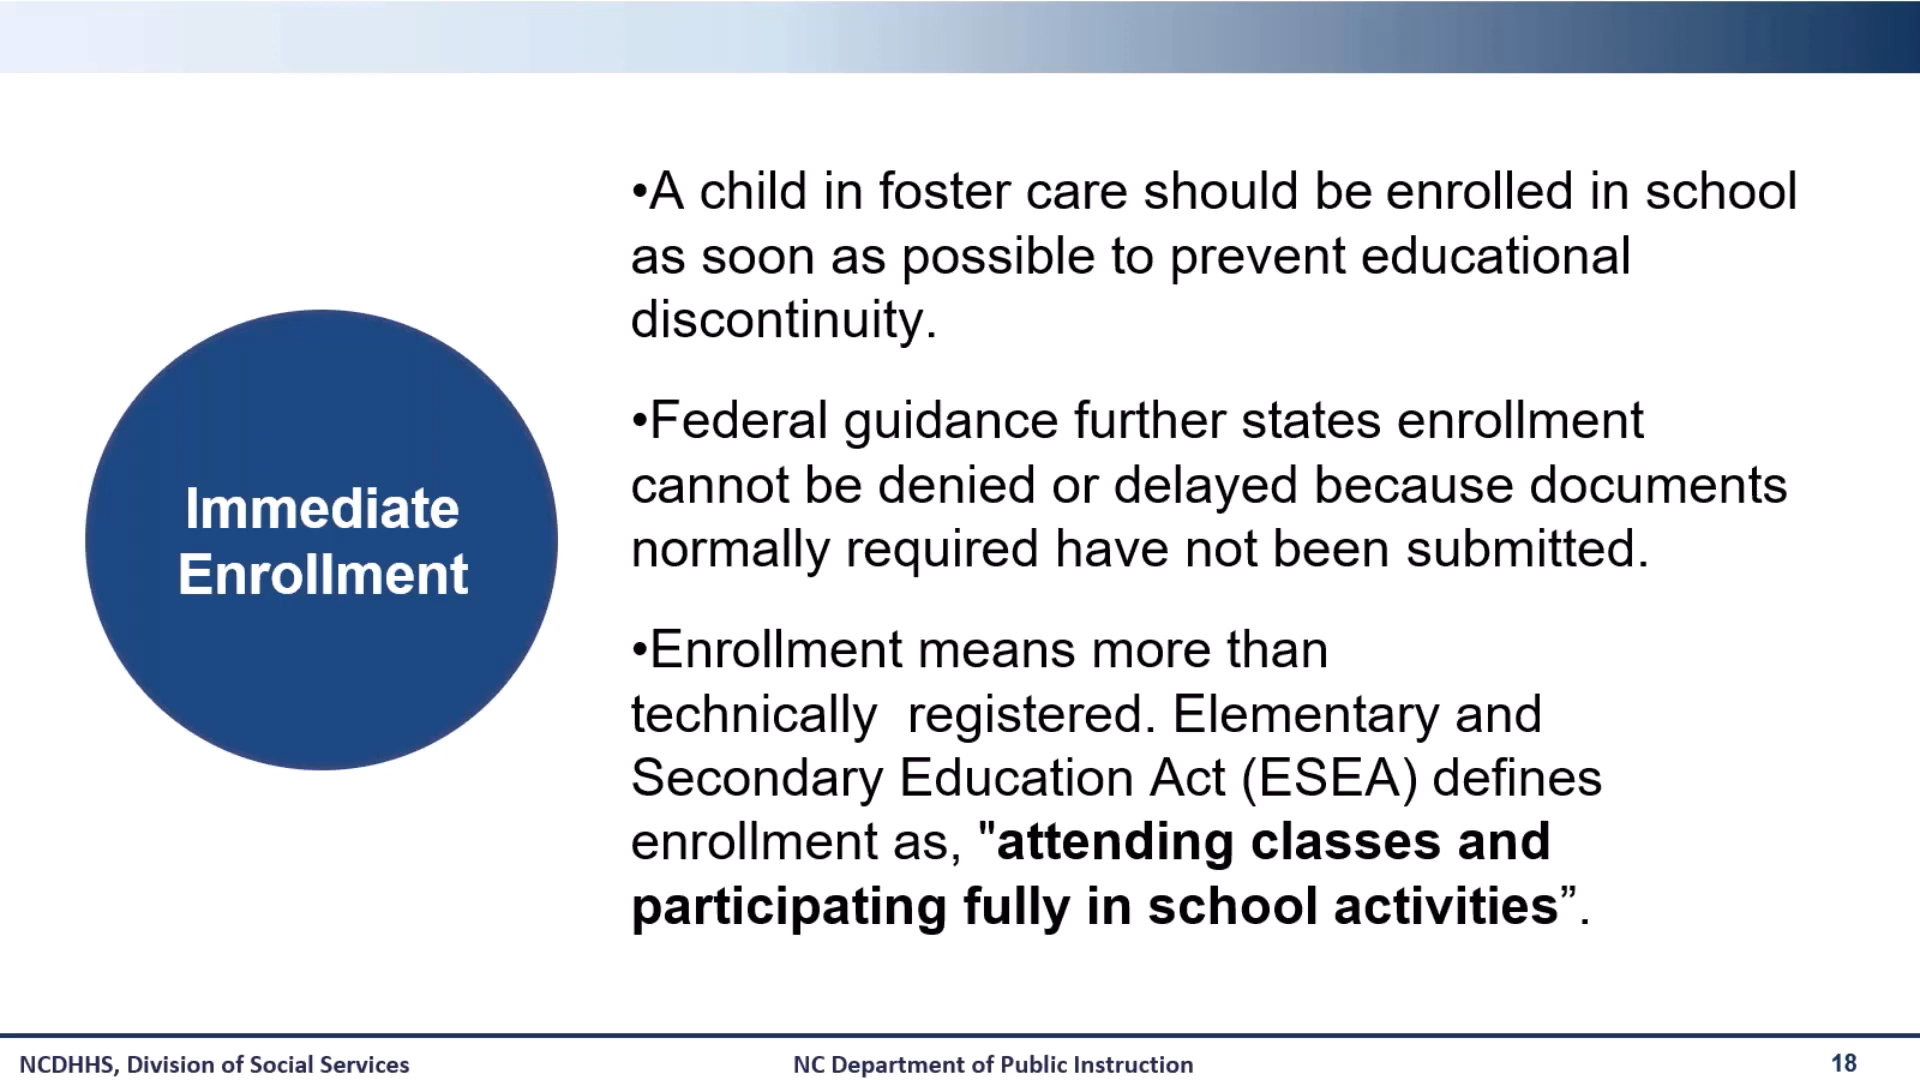 Immediate
Enrollment
•A child in foster care should be enrolled in school
as soon as possible to prevent educational
discontinuity.
•Federal guidance further states enrollment
cannot be denied or delayed because documents
normally required have not been submitted.
•Enrollment means more than
technically  registered. Elementary and
Secondary Education Act (ESEA) defines
enrollment as, "attending classes and
participating fully in school activities”.
NCDHHS, Division of Social Services
NC Department of Public Instruction
18